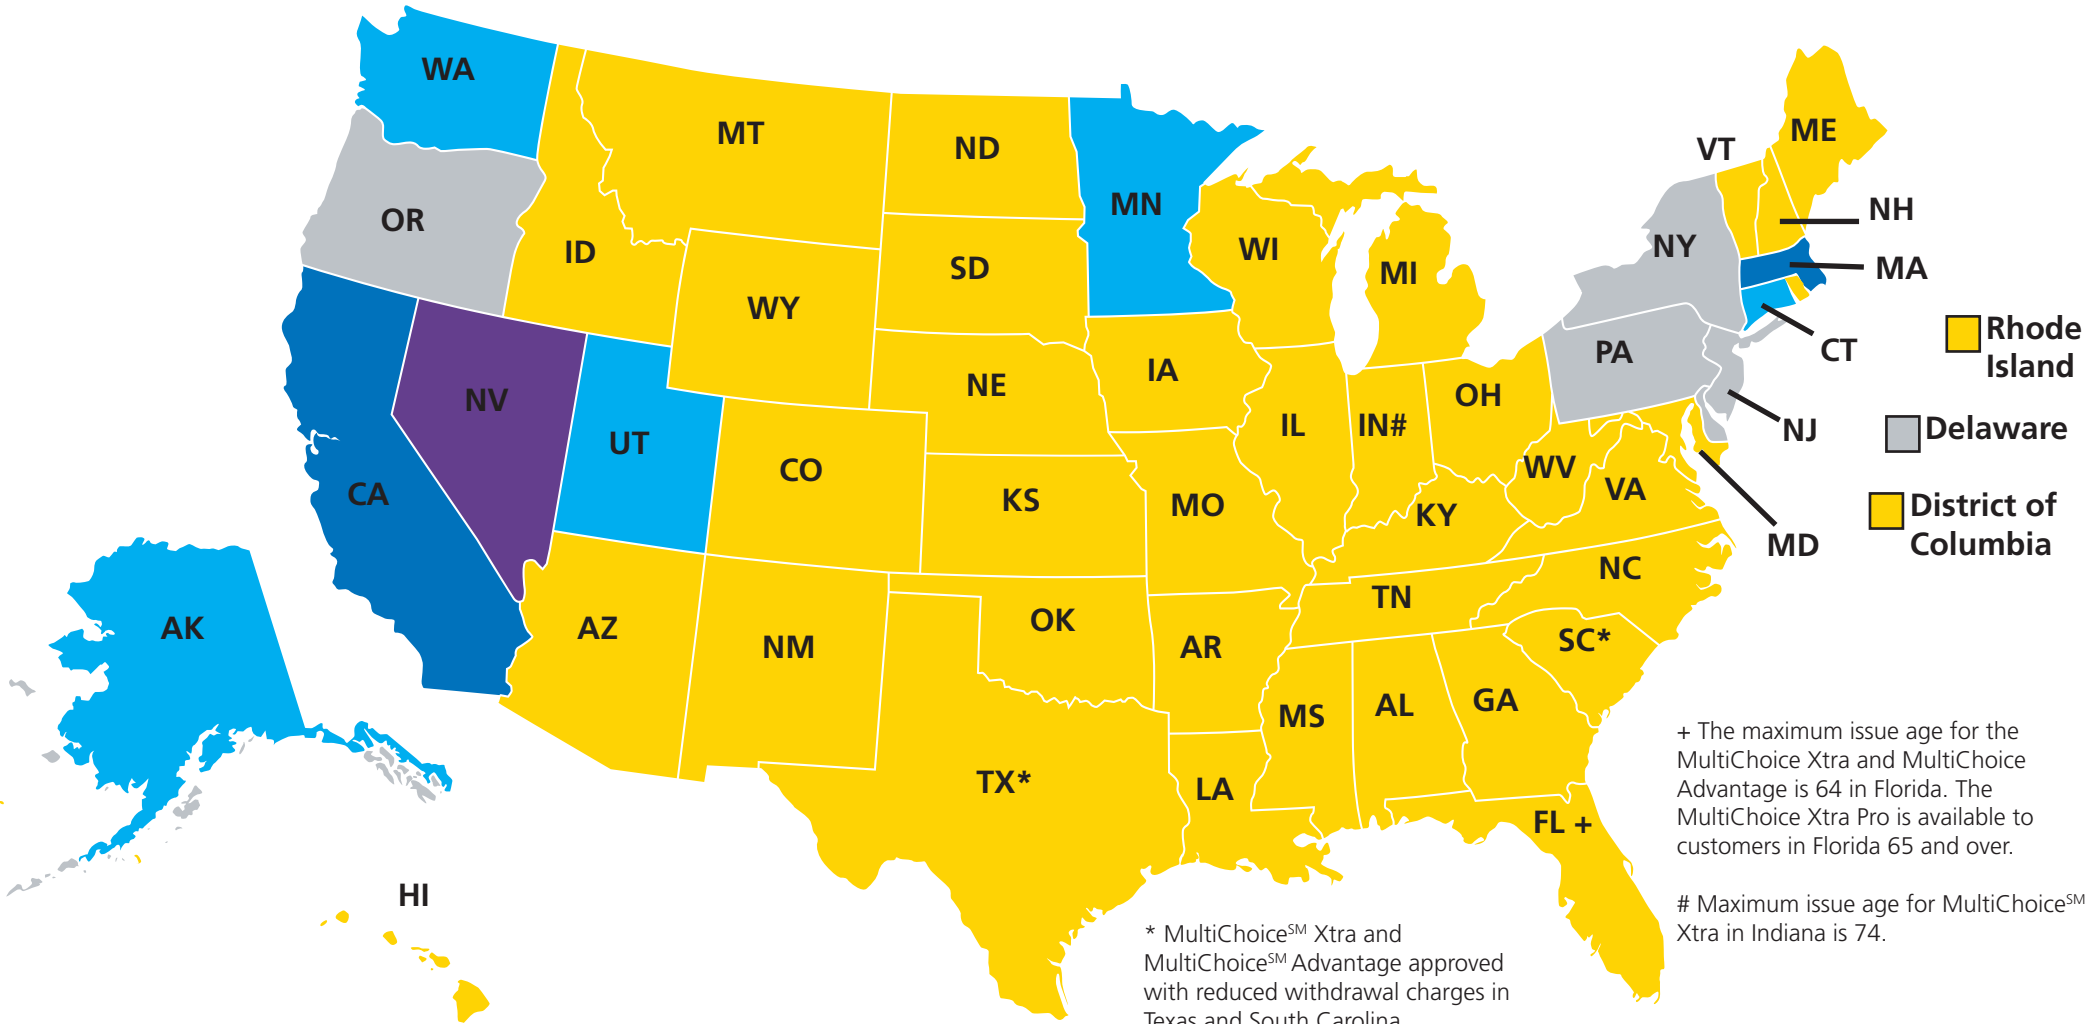 WA
MT
ND
MN
VT
ME
OR
ID
SD
WI
MI
NY
NH
MA
WY
CT
Rhode
Island
PA
IA
NE
NV
UT
CO
IL
IN#
OH
NJ
Delaware
CA
KS
MO
KY
WV
VA
MD
District of
Columbia
AK
AZ
NM
OK
AR
TN
NC
SC*
MS
AL
GA
TX*
LA
FL +
HI
+ The maximum issue age for the
MultiChoice Xtra and MultiChoice
Advantage is 64 in Florida. The
MultiChoice Xtra Pro is available to
customers in Florida 65 and over.
# Maximum issue age for MultiChoiceSM
Xtra in Indiana is 74.
* MultiChoiceSM Xtra and
MultiChoiceSM Advantage approved
with reduced withdrawal charges in
Texas and South Carolina